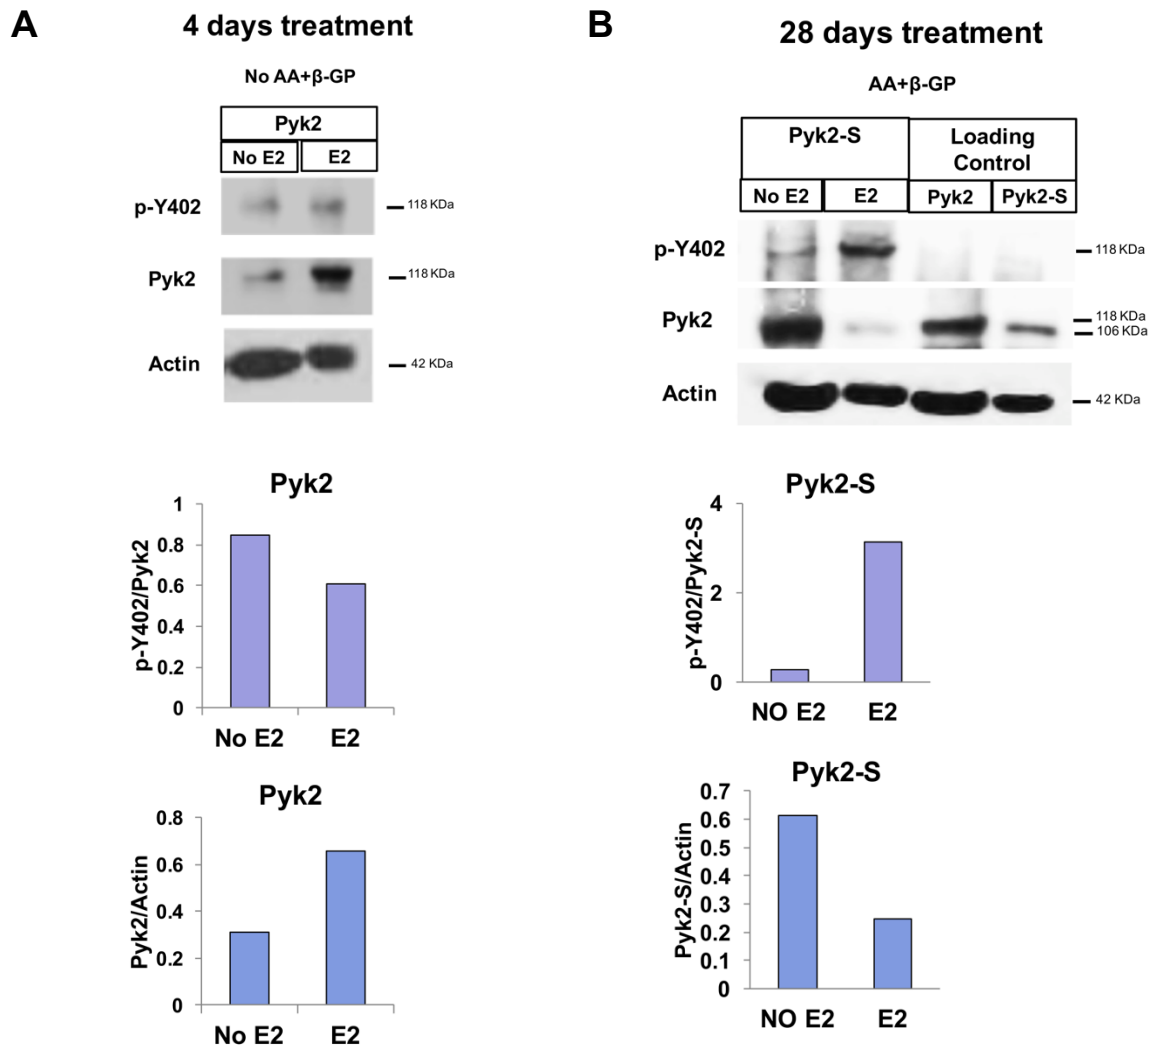 A
4 days treatment
No AA+β-GP
Pyk2
No E2
E2
p-Y402
118 KDa
Pyk2
118 KDa
Actin
42 KDa
Pyk2
p-Y402/Pyk2
1
0.8
0.6
0.4
0.2
0
No E2
E2
Pyk2
Pyk2/Actin
0.8
0.6
0.4
0.2
0
No E2
E2
B
28 days treatment
AA+β-GP
Pyk2-S
Loading
Control
No E2
E2
Pyk2
Pyk2-S
p-Y402
118 KDa
Pyk2
118 KDa
106 KDa
Actin
42 KDa
Pyk2-S
p-Y402/Pyk2-S
4
2
0
NO E2
E2
Pyk2-S
Pyk2-S/Actin
0.7
0.6
0.5
0.4
0.3
0.2
0.1
0
NO E2
E2